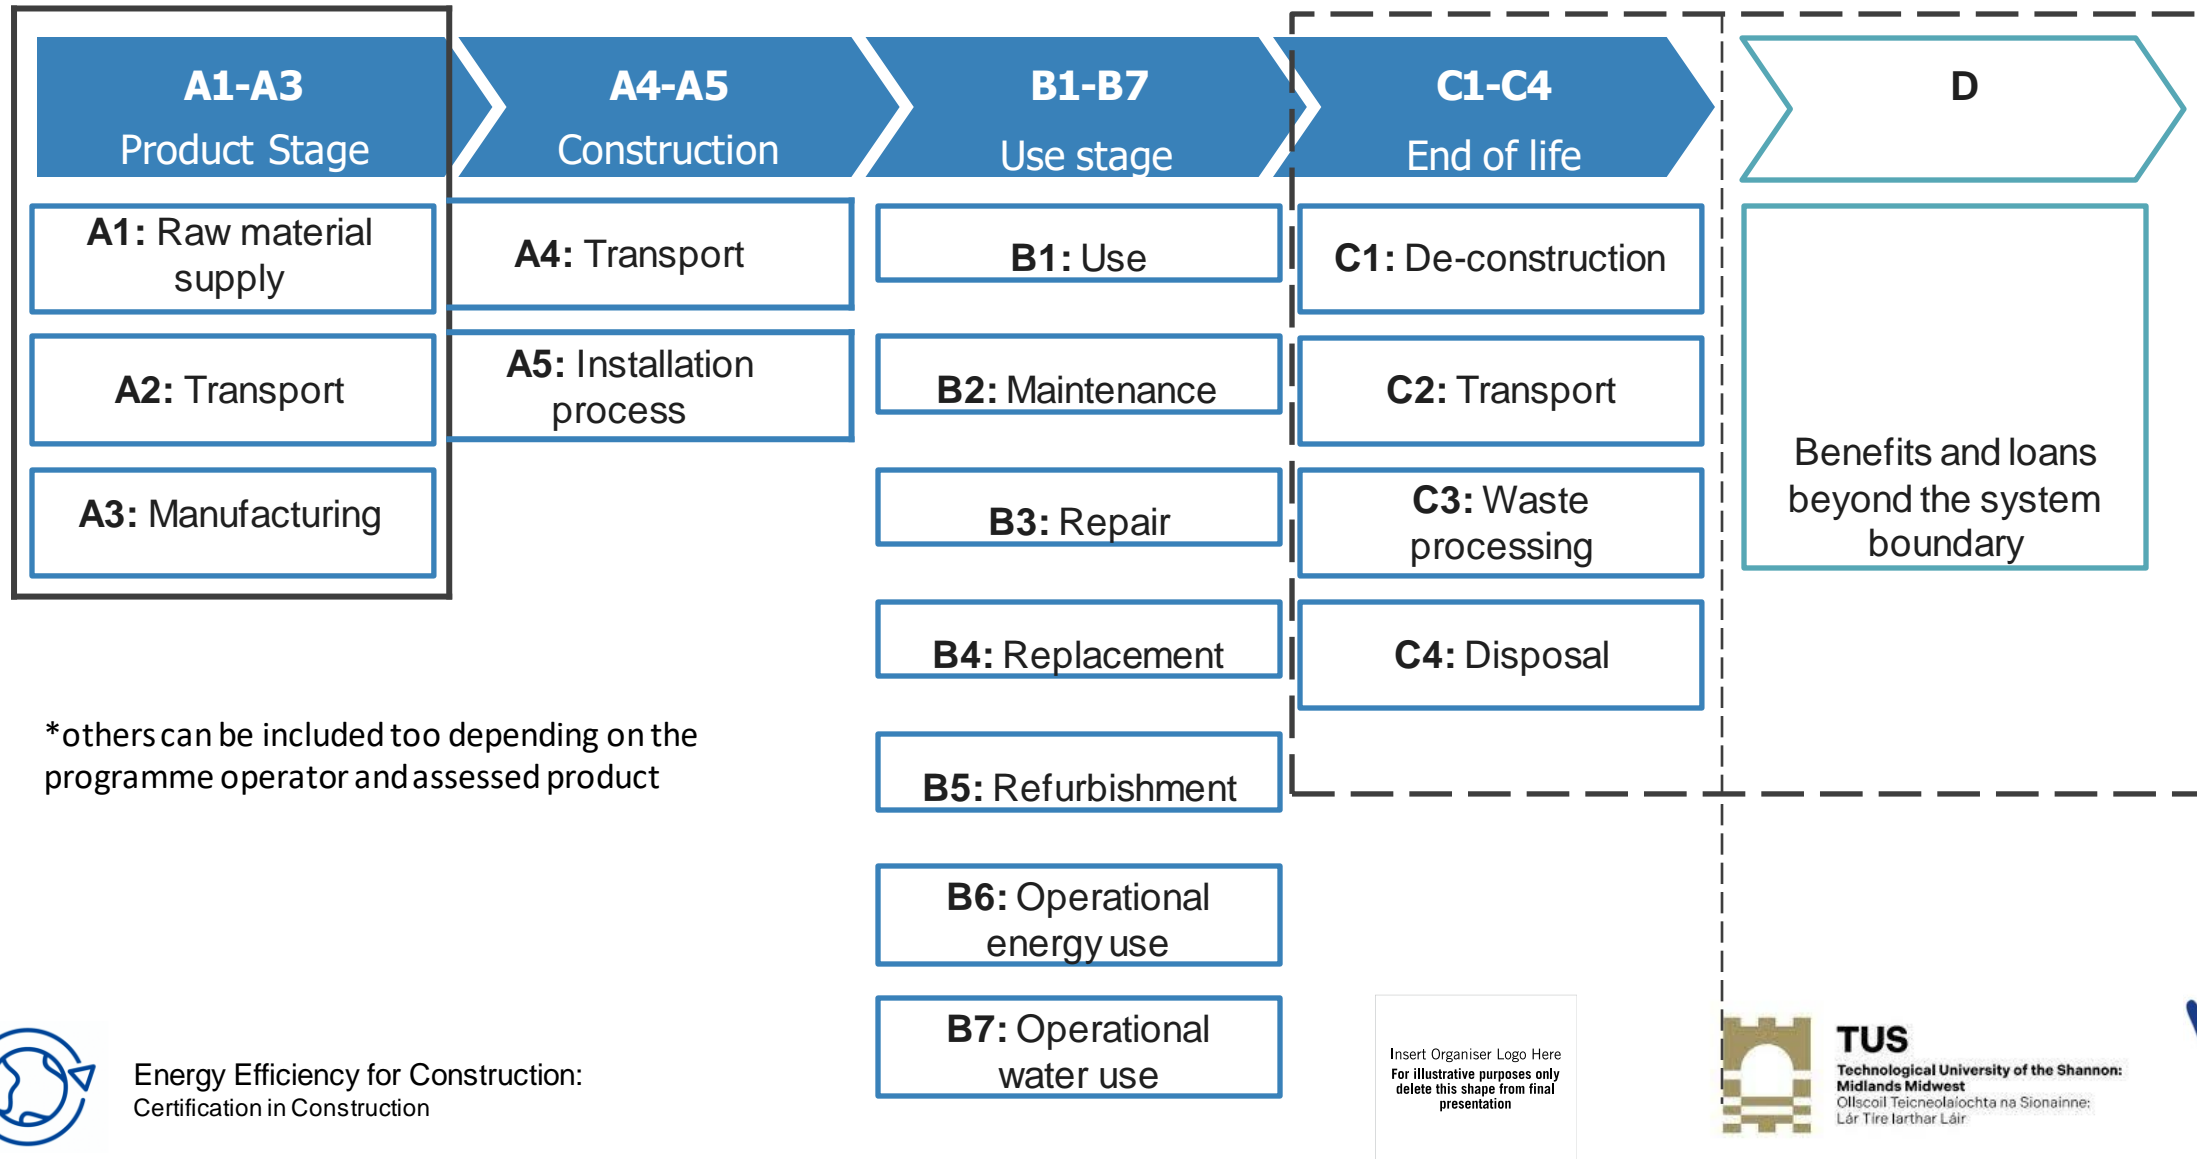 A1-A3
Product Stage
A4-A5
Construction
B1-B7
Use stage
C1-C4
End of life
D
A1: Raw material
supply
A2: Transport
A3: Manufacturing
A4: Transport
A5: Installation
process
B1: Use
B2: Maintenance
B3: Repair
B4: Replacement
B5: Refurbishment
B6: Operational
energy use
B7: Operational
water use
C1: De-construction
C2: Transport
C3: Waste
processing
C4: Disposal
Benefits and loans
beyond the system
boundary
*others can be included too depending on the
programme operator and assessed product
Energy Efficiency for Construction:
Certification in Construction
Insert Organiser Logo Here
For illustrative purposes only
delete this shape from final
presentation
TUS
Technological University of the Shannon:
Midlands Midwest
Ollscoil Teicneolaíochta na Sionainne:
Lár Tíre Iarthar Láir